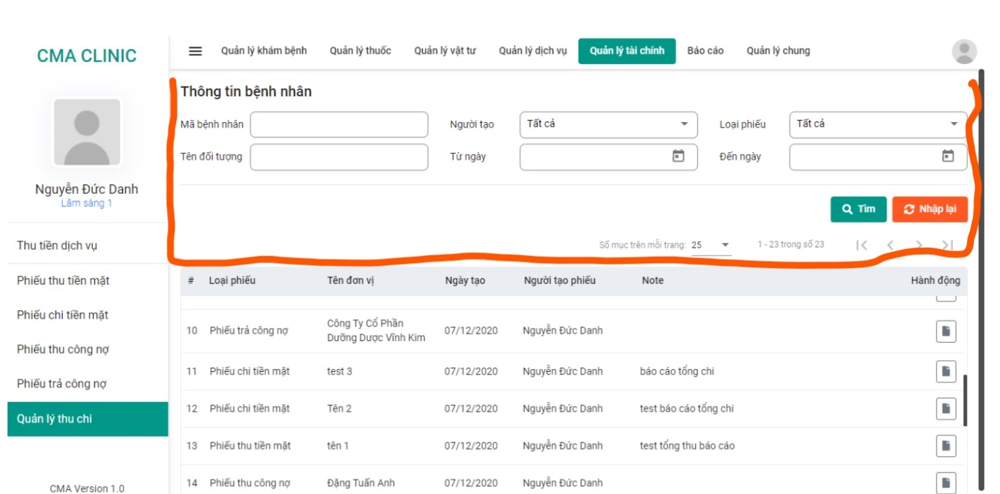 CMA CLINIC
Quản lý khám bệnh Quản lý thuốc Quản lý vật tư Quản lý dịch vụ Quản lý tài chính Báo cáo Quản lý chung
Nguyễn Đức Danh
Lâm sàng 1
Thu tiền dịch vụ
Phiếu thu tiền mặt
Phiếu chi tiền mặt
Phiếu thu công nợ
Phiếu trả công nợ
Quản lý thu chi
CMA Version 1.0
Thông tin bệnh nhân
Mã bệnh nhân Người tạo Tất cả Loại phiếu Tất cả
Tên đối tượng Từ ngày Đến ngày
Tìm Nhập lại
Số mục trên mỗi trang: 25 1 - 23 trong số 23
# Loại phiếu Tên đơn vị Ngày tạo Người tạo phiếu Note Hành động
10 Phiếu trả công nợ Công Ty Cổ Phần 07/12/2020 Nguyễn Đức Danh
Dưỡng Dược Vĩnh Kim
11 Phiếu chi tiền mặt test 3 07/12/2020 Nguyễn Đức Danh báo cáo tổng chi
12 Phiếu chi tiền mặt Tên 2 07/12/2020 Nguyễn Đức Danh test báo cáo tổng chi
13 Phiếu thu tiền mặt tên 1 07/12/2020 Nguyễn Đức Danh test tổng thu báo cáo
14 Phiếu thu công nợ Đặng Tuấn Anh 07/12/2020 Nguyễn Đức Danh